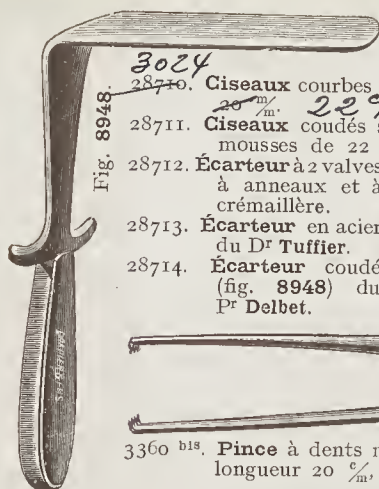 3024
28710. Ciseaux courbes
20 m/m. 22 c
28711. Ciseaux coudés
mousses de 22
28712. Écarteur à 2 valves
à anneaux et à
crémaillère.
28713. Écarteur en acier
du Dr Tuffier.
28714. Écarteur coudé
(fig. 8948) du
Pr Delbet.
Fig. 8948.
3360 bis. Pince à dents
longueur 20 c/m,